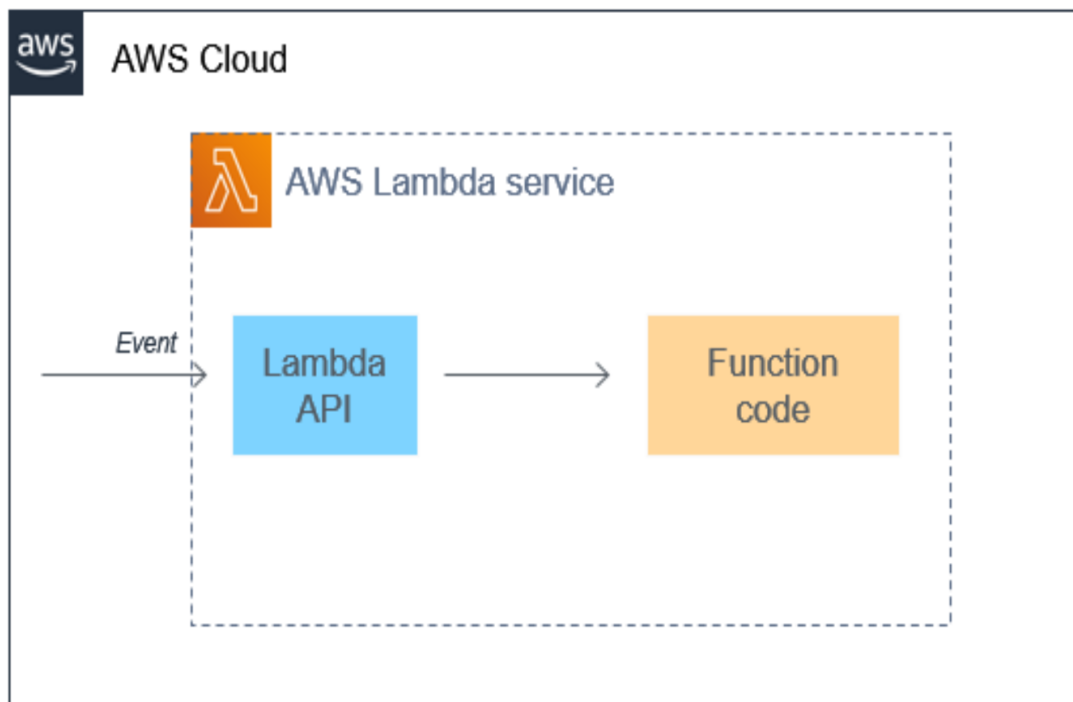 aws
AWS Cloud
AWS Lambda service
Event
Lambda
API
Function
code